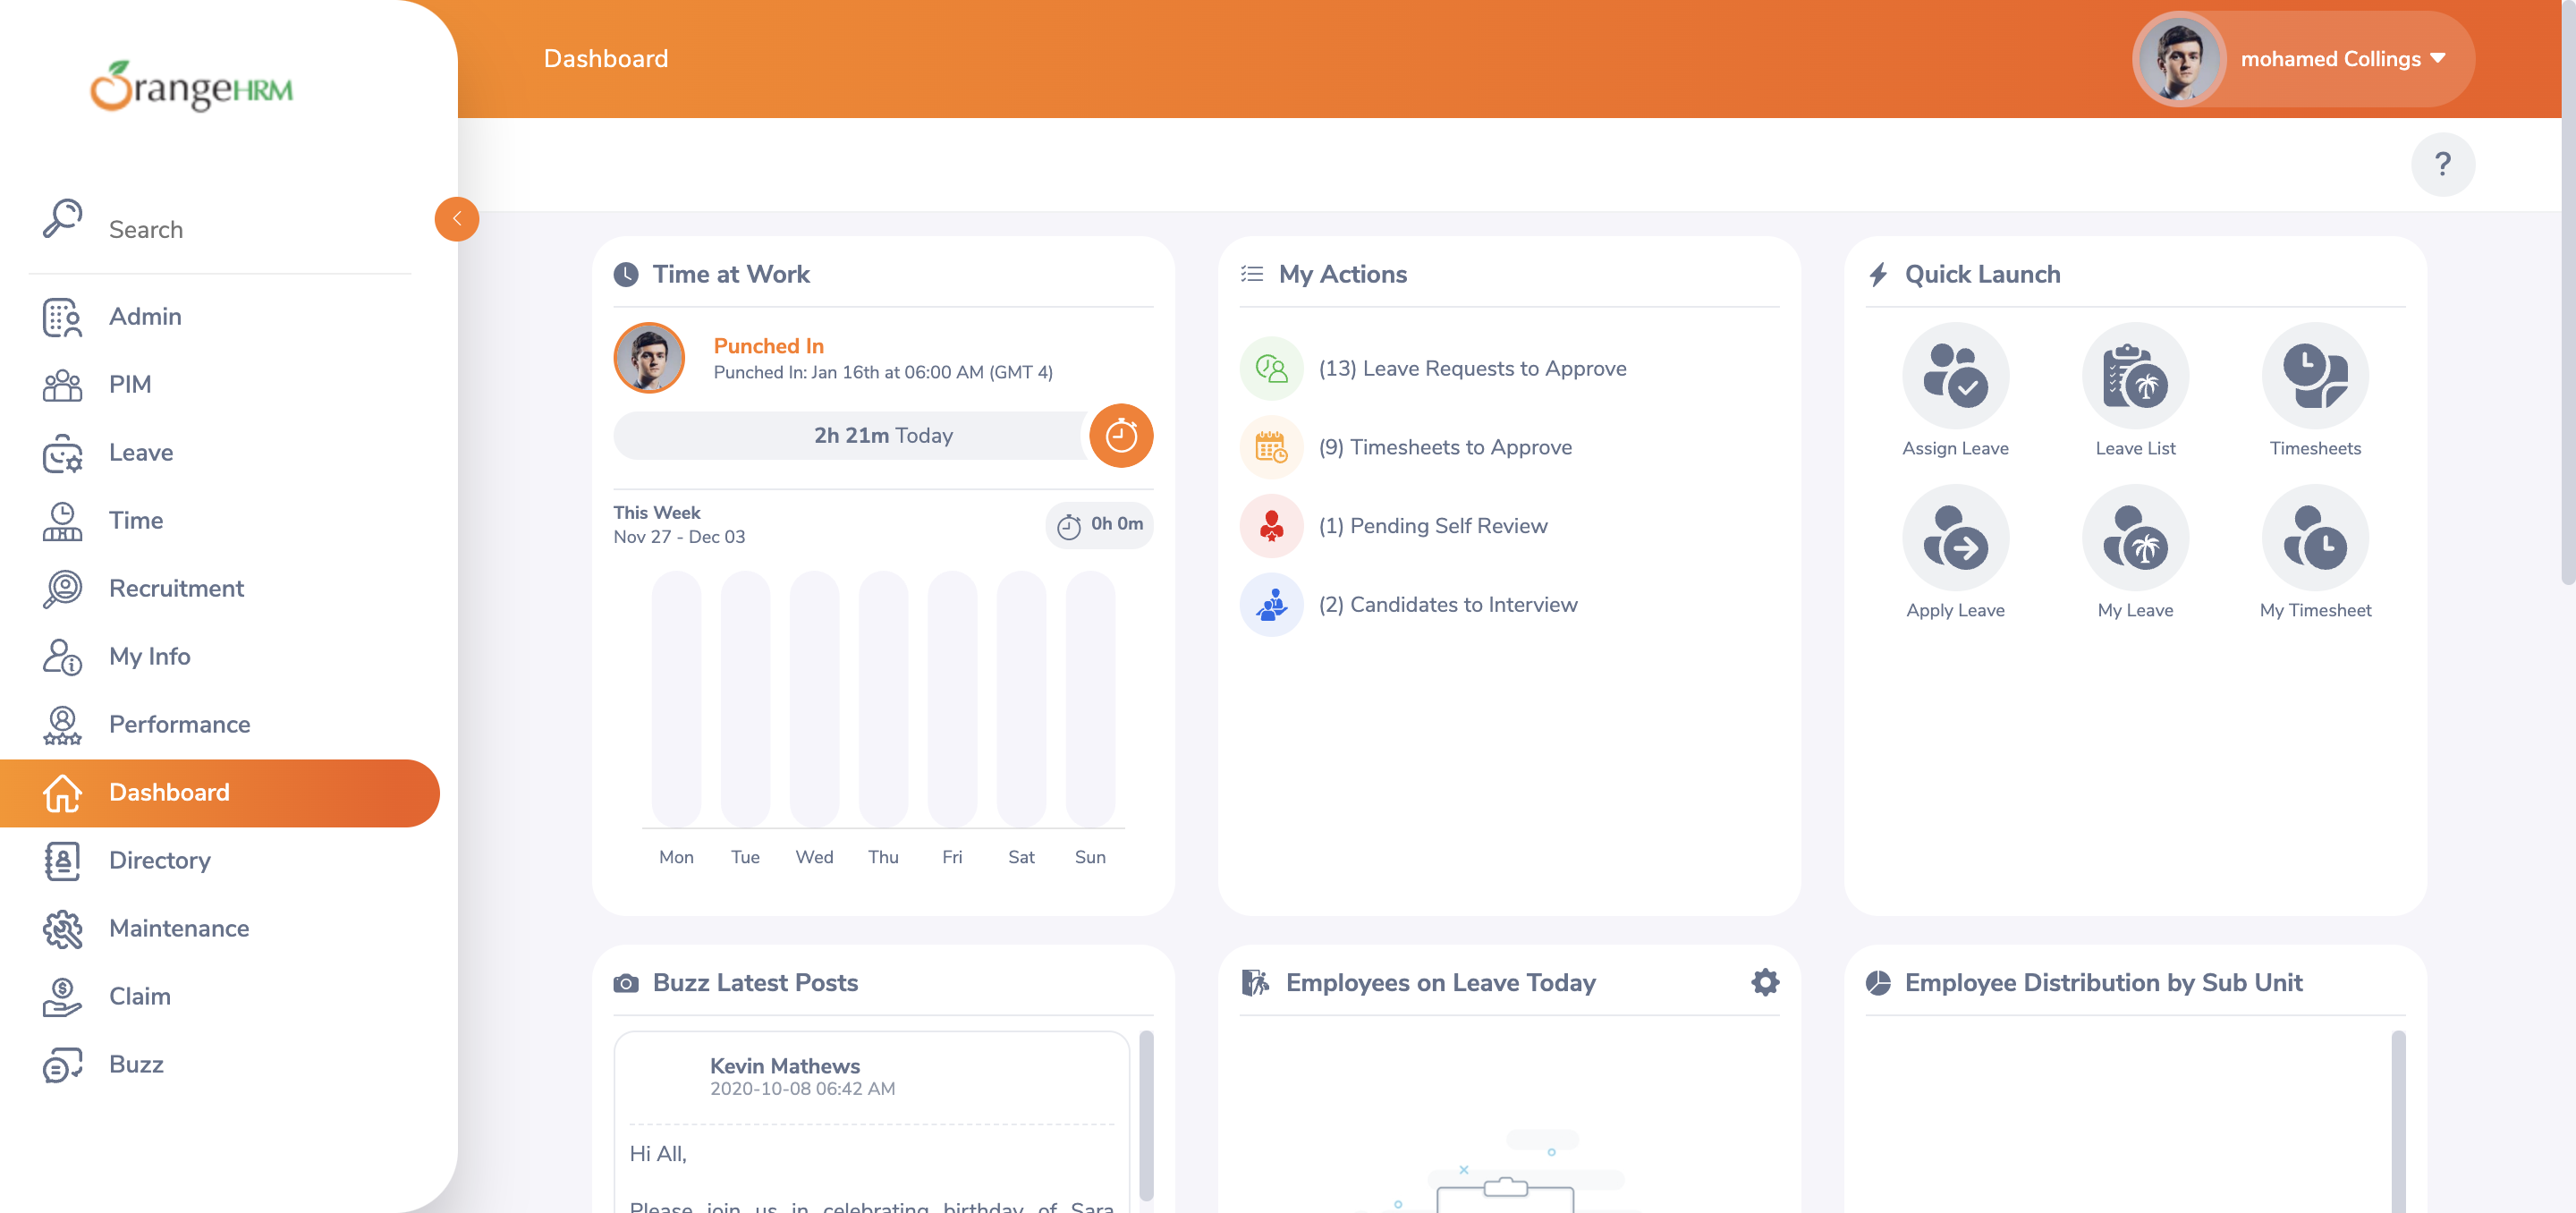 OrangeHRM
Dashboard
mohamed Collings
?
Search
Admin
PIM
Leave
Time
Recruitment
My Info
Performance
Dashboard
Directory
Maintenance
Claim
Buzz
Time at Work
Punched In
Punched In: Jan 16th at 06:00 AM (GMT 4)
2h 21m Today
This Week
Nov 27 - Dec 03
0h 0m
Mon Tue Wed Thu Fri Sat Sun
My Actions
(13) Leave Requests to Approve
(9) Timesheets to Approve
(1) Pending Self Review
(2) Candidates to Interview
Quick Launch
Assign Leave
Leave List
Timesheets
Apply Leave
My Leave
My Timesheet
Buzz Latest Posts
Kevin Mathews
2020-10-08 06:42 AM
Hi All,
Please join us in celebrating birthday of Sara
Employees on Leave Today
Employee Distribution by Sub Unit